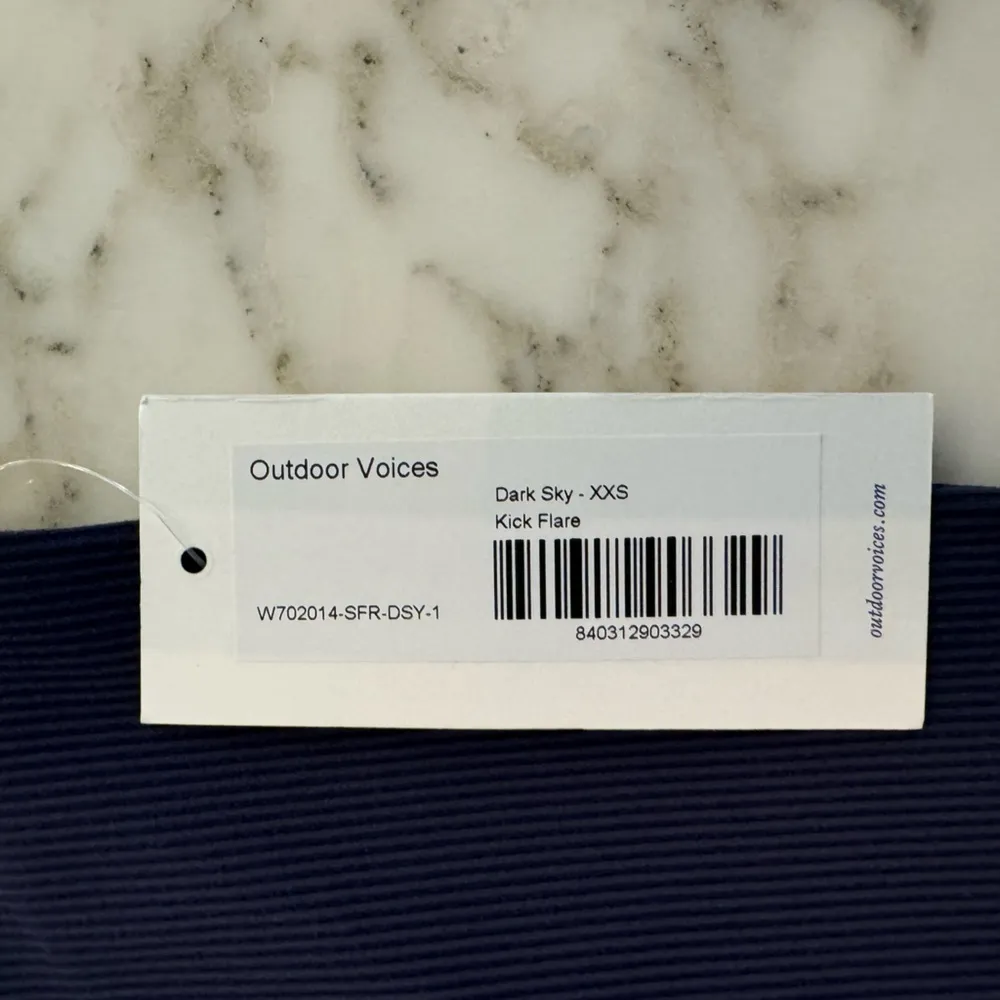 Outdoor Voices
Dark Sky - XXS
Kick Flare
W702014-SFR-DSY-1
840312903329
outdoorvoices.com